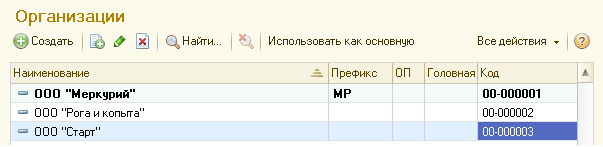 Организации
Создать Найти... Использовать как основную Все действия ?
Наименование Префикс ОП Головная Код
ООО "Меркурий" МР 00-000001
ООО "Рога и копыта" 00-000002
ООО "Старт" 00-000003